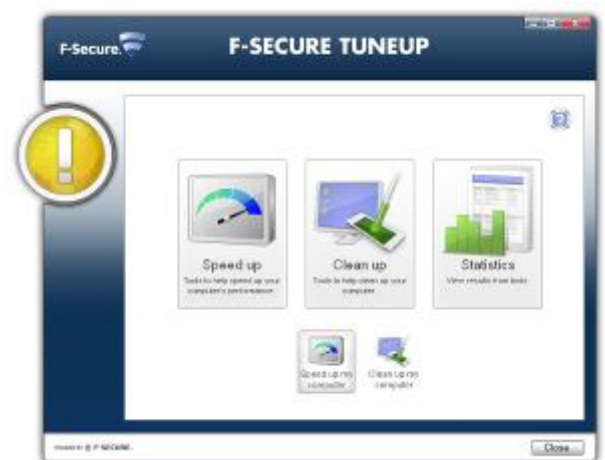 F-Secure.
F-SECURE TUNEUP
Speed up
Tools to help speed up your
computer's performance
Clean up
Tools to help clean up your
computer
Statistics
View results from tools
Speed up my
computer
Clean up my
computer
F-SECURE.
Close